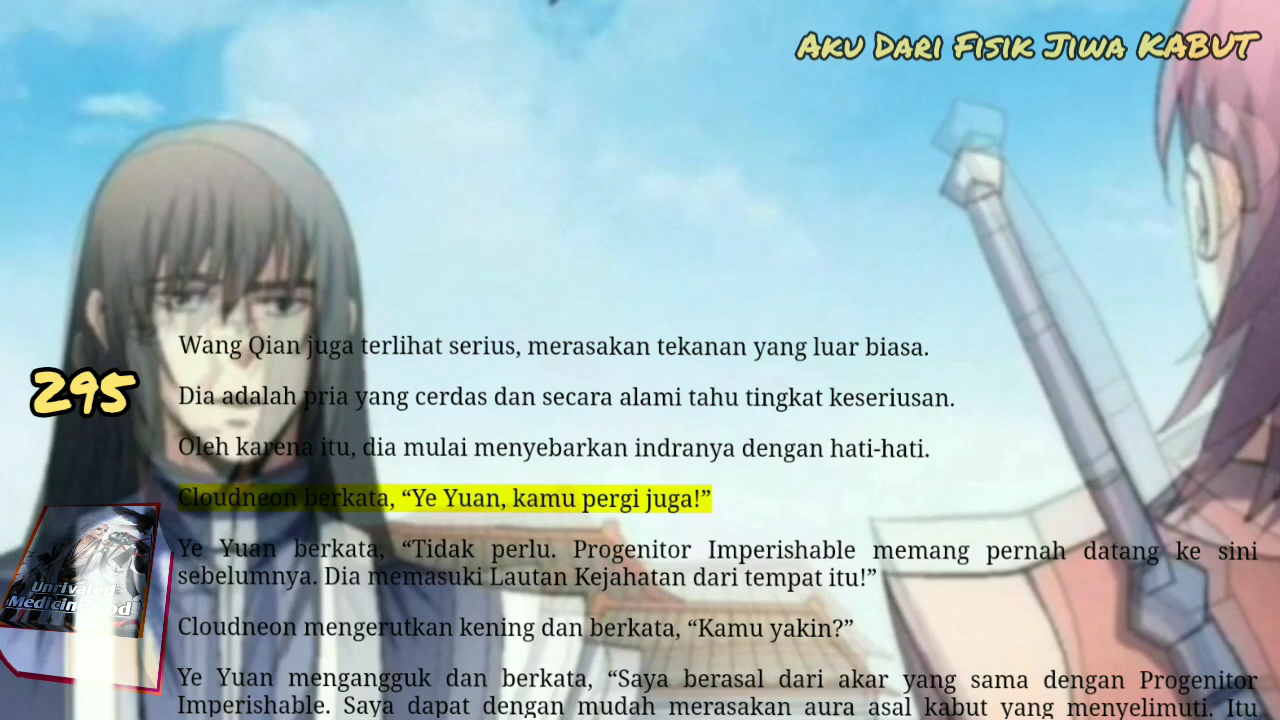 Aku Dari Fisik Jiwa KABUT
Wang Qian juga terlihat serius, merasakan tekanan yang luar biasa.
295
Dia adalah pria yang cerdas dan secara alami tahu tingkat keseriusan.
Oleh karena itu, dia mulai menyebarkan indranya dengan hati-hati.
Cloudneon berkata, “Ye Yuan, kamu pergi juga!”
Ye Yuan berkata, “Tidak perlu. Progenitor Imperishable memang pernah datang ke sini
sebelumnya. Dia memasuki Lautan Kejahatan dari tempat itu!”
Unrivaled
Medicine God
Cloudneon mengerutkan kening dan berkata, “Kamu yakin?”
Ye Yuan mengangguk dan berkata, “Saya berasal dari akar yang sama dengan Progenitor
Imperishable. Saya dapat dengan mudah merasakan aura asal kabut yang menyelimuti. Itu